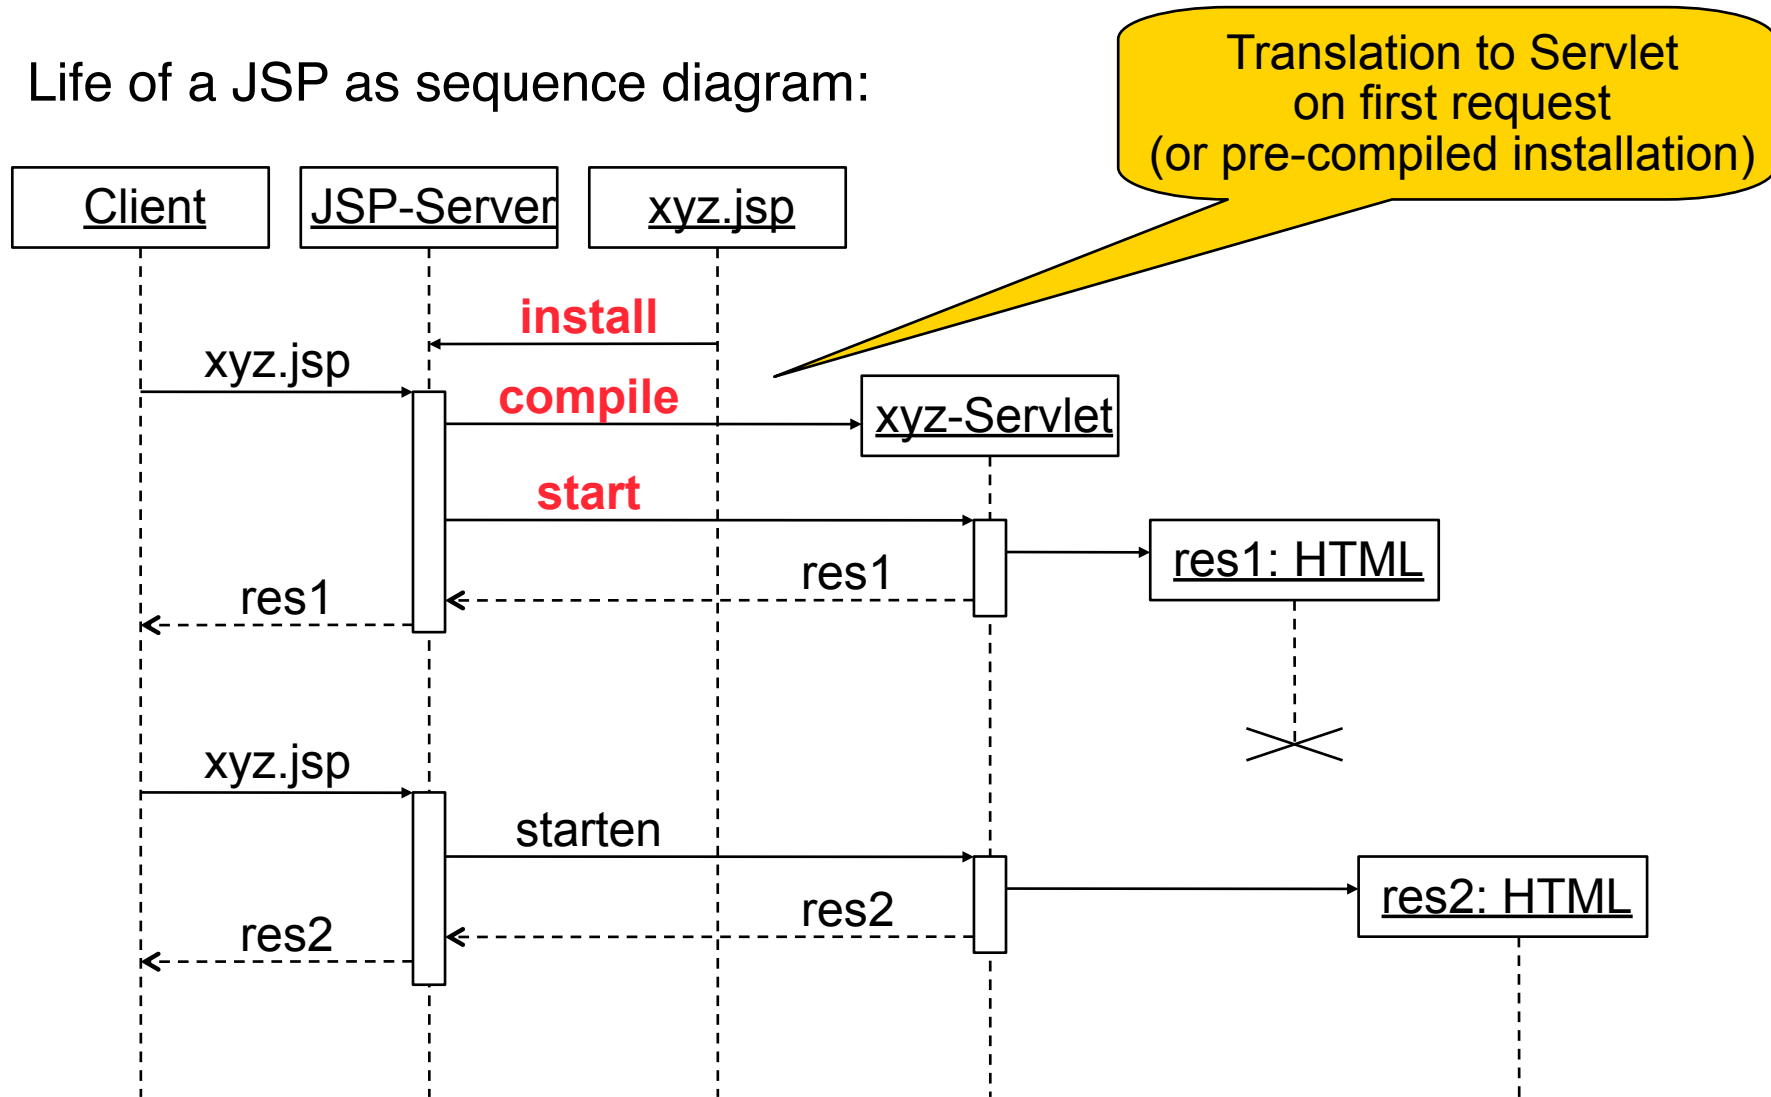 Life of a JSP as sequence diagram:
Translation to Servlet
on first request
(or pre-compiled installation)
Client
JSP-Server
xyz.jsp
install
xyz.jsp
compile
xyz-Servlet
start
res1: HTML
res1
res1
xyz.jsp
starten
res2: HTML
res2
res2